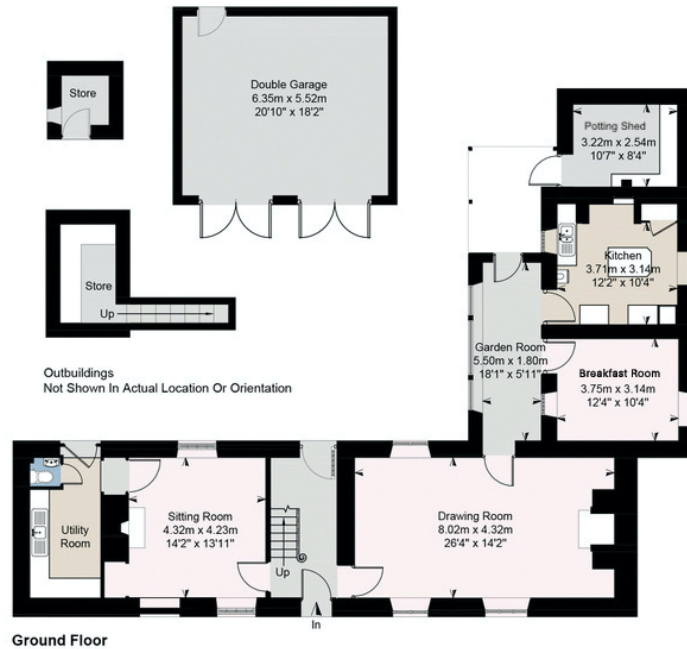 Store
Double Garage
6.35m x 5.52m
20'10" x 18'2"
Potting Shed
3.22m x 2.54m
10'7" x 8'4"
Store
Up
Kitchen
3.71m x 3.14m
12'2" x 10'4"
Garden Room
5.50m x 1.80m
18'1" x 5'11"
Breakfast Room
3.75m x 3.14m
12'4" x 10'4"
Outbuildings
Not Shown In Actual Location Or Orientation
Utility
Room
Sitting Room
4.32m x 4.23m
14'2" x 13'11"
Up
Drawing Room
8.02m x 4.32m
26'4" x 14'2"
In
Ground Floor